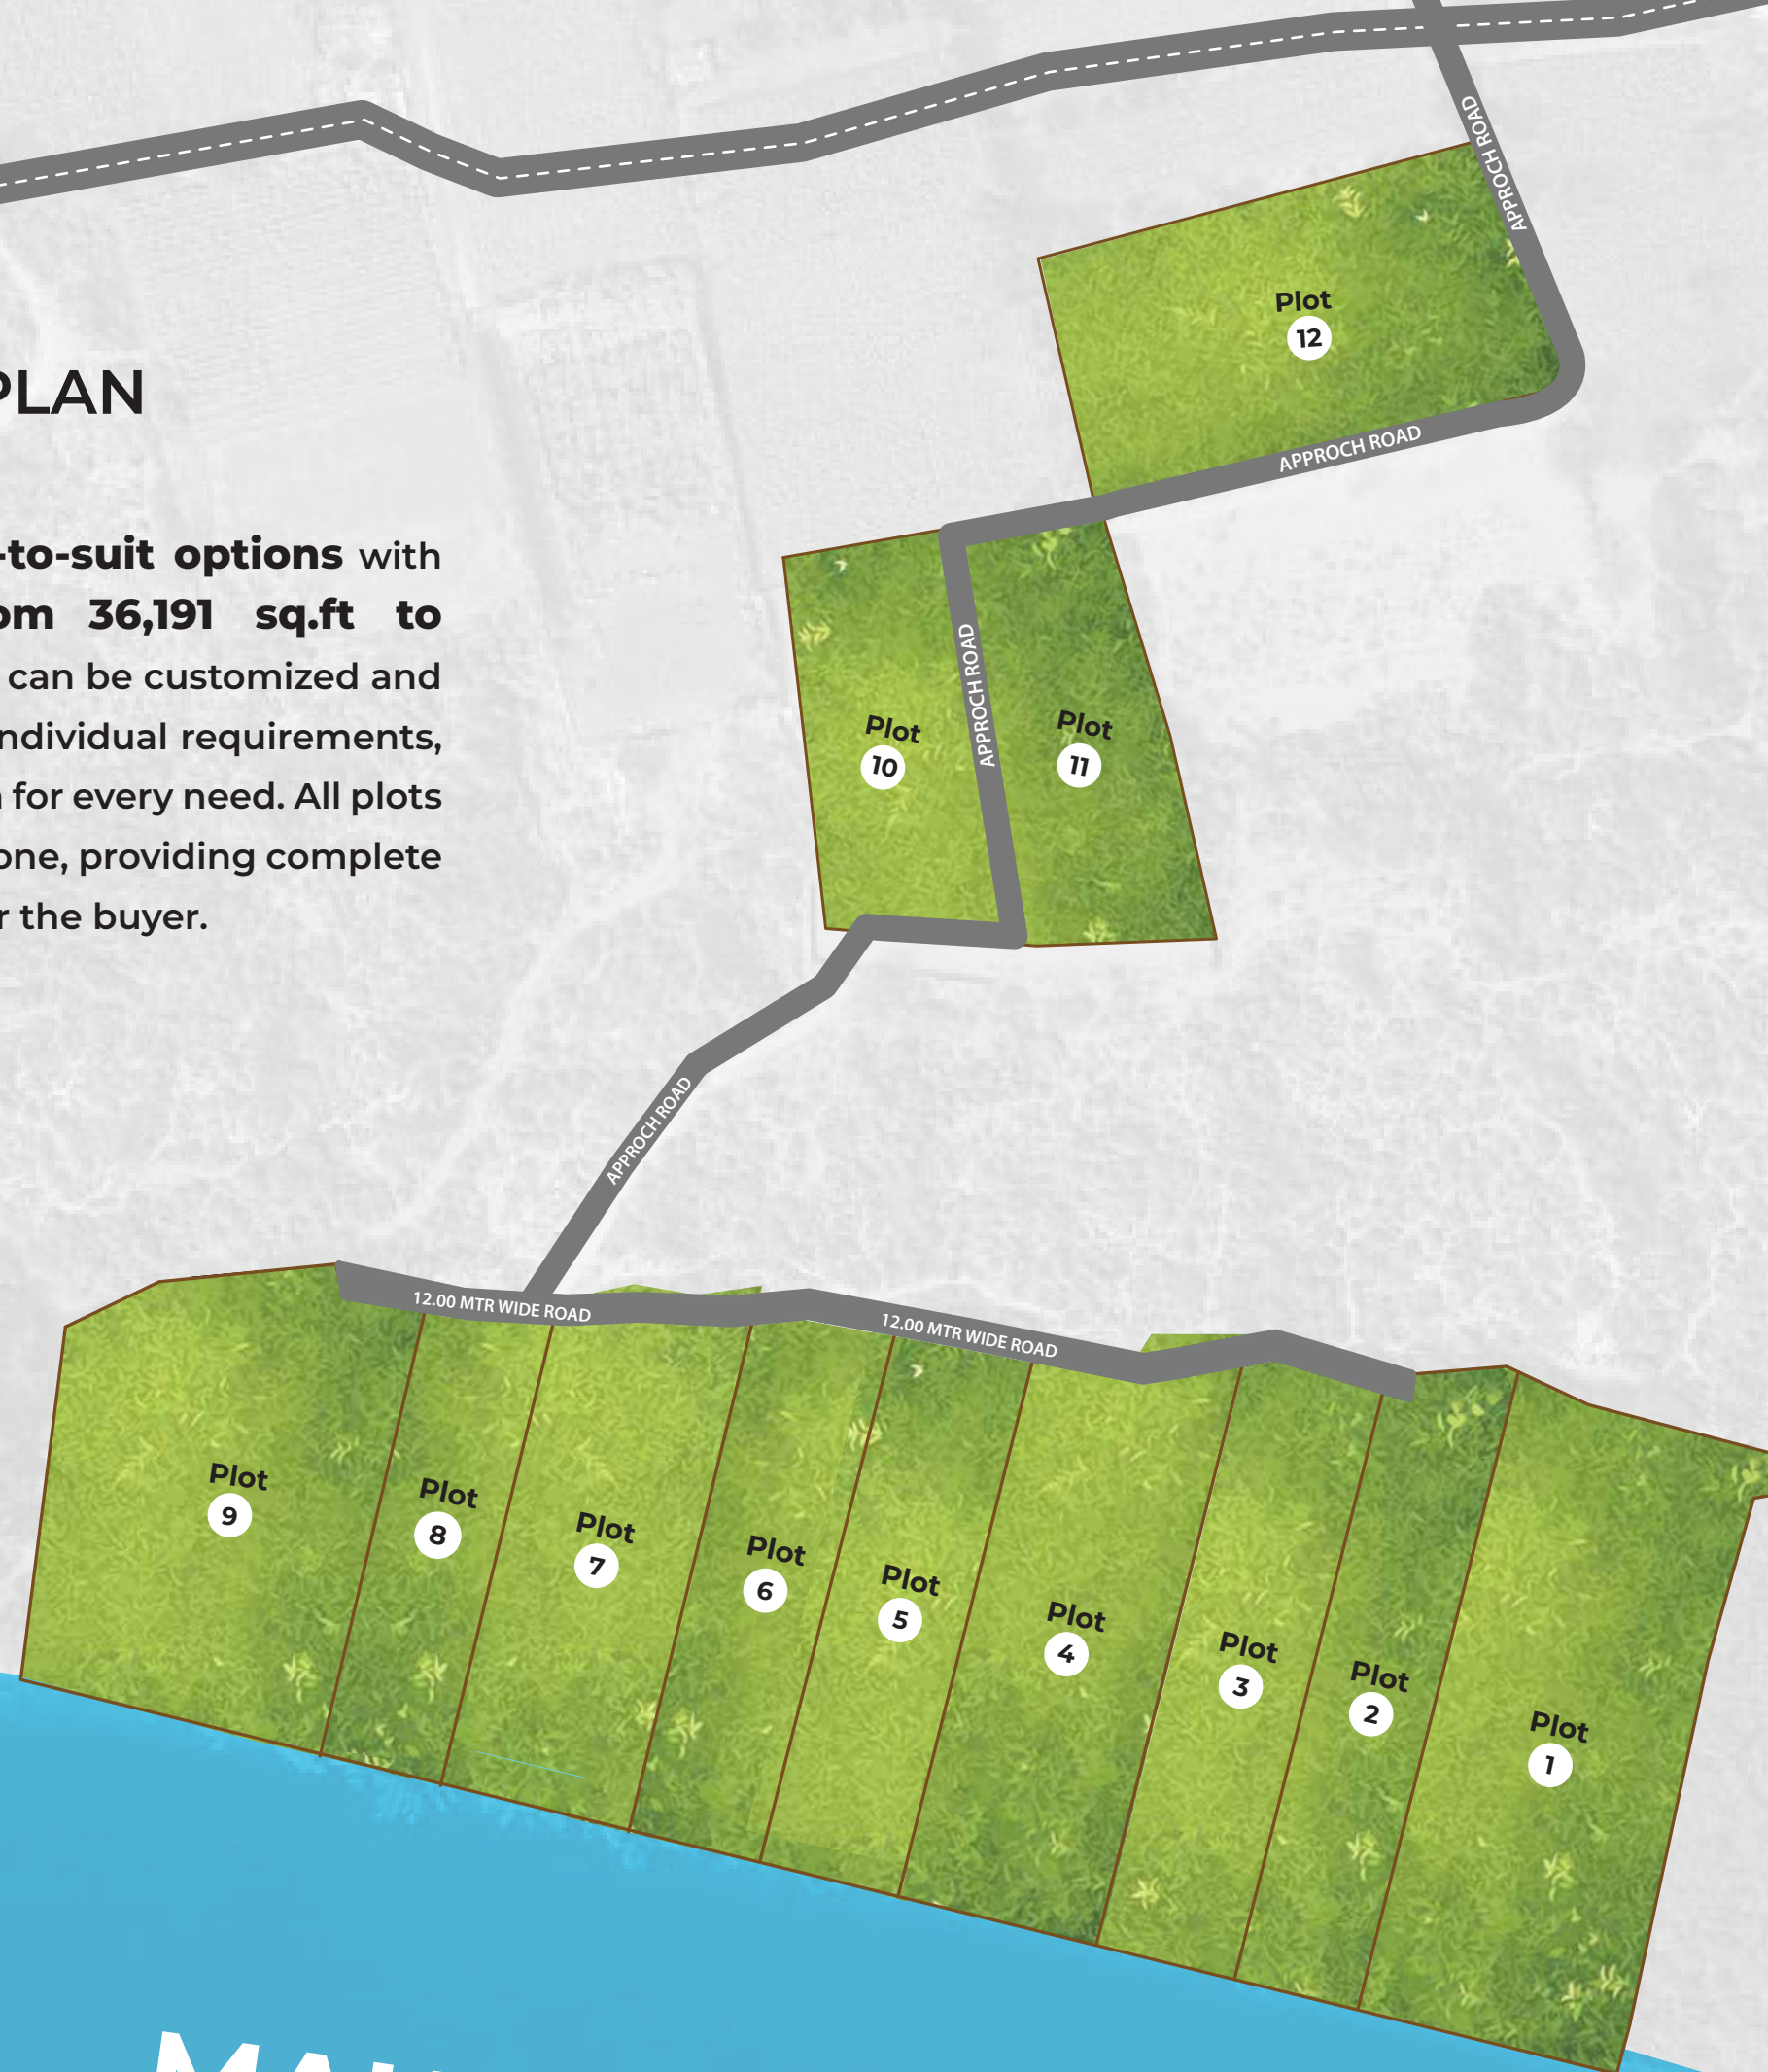 PLAN
-to-suit options with
om 36,191 sq.ft to
can be customized and
ndividual requirements,
for every need. All plots
one, providing complete
r the buyer.
APPROCH ROAD
Plot
12
APPROCH ROAD
Plot
10
APPROCH ROAD
Plot
11
APPROCH ROAD
12.00 MTR WIDE ROAD
12.00 MTR WIDE ROAD
Plot
9
Plot
8
Plot
7
Plot
6
Plot
5
Plot
4
Plot
3
Plot
2
Plot
1